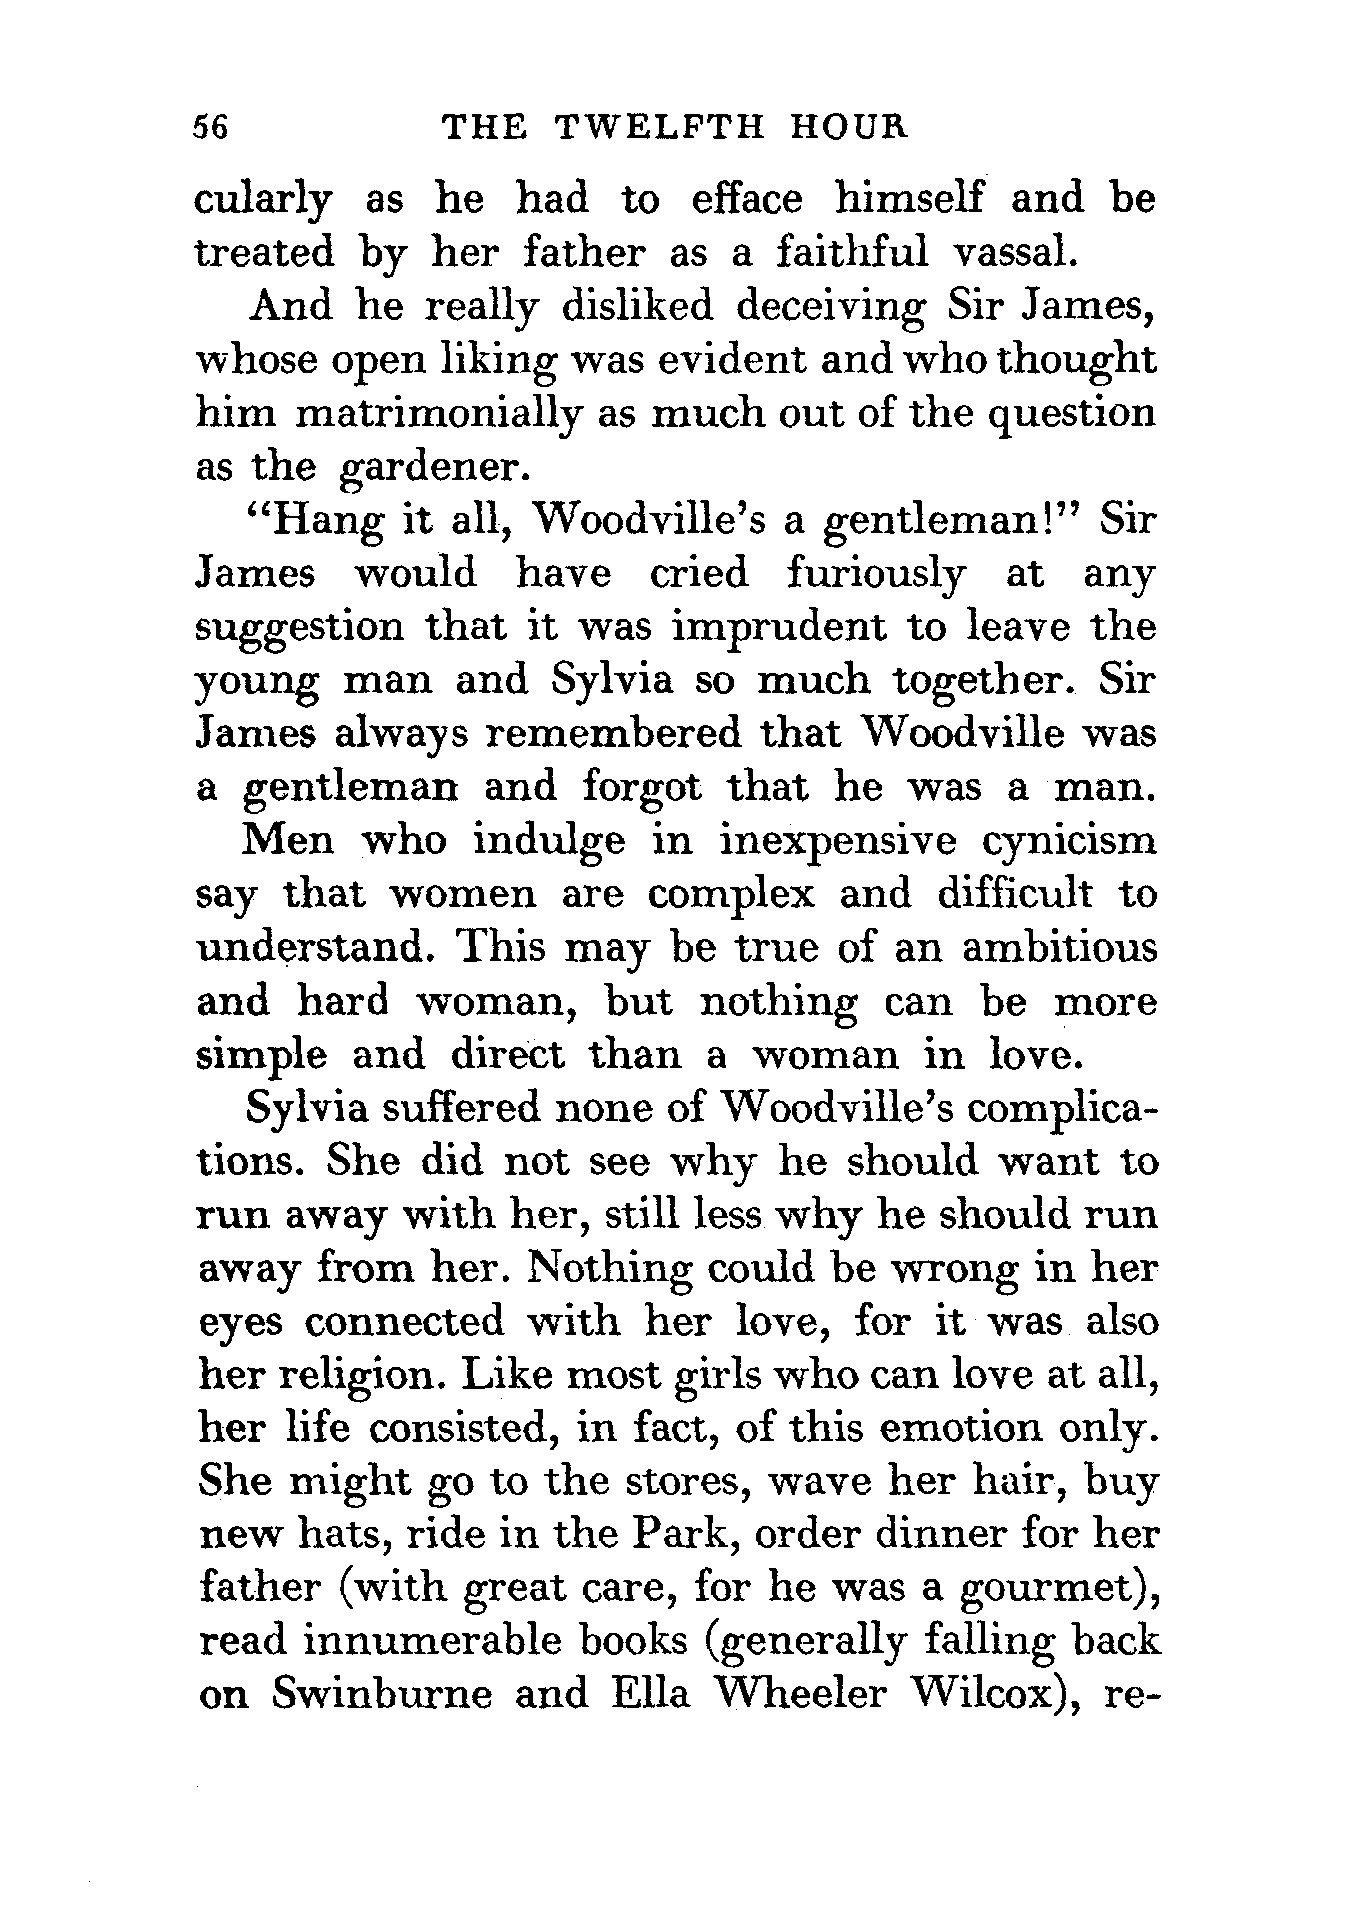 56 THE TWELFTH HOUR
cularly as he had to efface himself and be
treated by her father as a faithful vassal.
And he really disliked deceiving Sir James,
whose open liking was evident and who thought
him matrimonially as much out of the question
as the gardener.
"Hang it all, Woodville's a gentleman!" Sir
James would have cried furiously at any
suggestion that it was imprudent to leave the
young man and Sylvia so much together. Sir
James always remembered that Woodville was
a gentleman and forgot that he was a man.
Men who indulge in inexpensive cynicism
say that women are complex and difficult to
understand. This may be true of an ambitious
and hard woman, but nothing can be more
simple and direct than a woman in love.
Sylvia suffered none of Woodville's complica-
tions. She did not see why he should want to
run away with her, still less why he should run
away from her. Nothing could be wrong in her
eyes connected with her love, for it was also
her religion. Like most girls who can love at all,
her life consisted, in fact, of this emotion only.
She might go to the stores, wave her hair, buy
new hats, ride in the Park, order dinner for her
father (with great care, for he was a gourmet),
read innumerable books (generally falling back
on Swinburne and Ella Wheeler Wilcox), re-